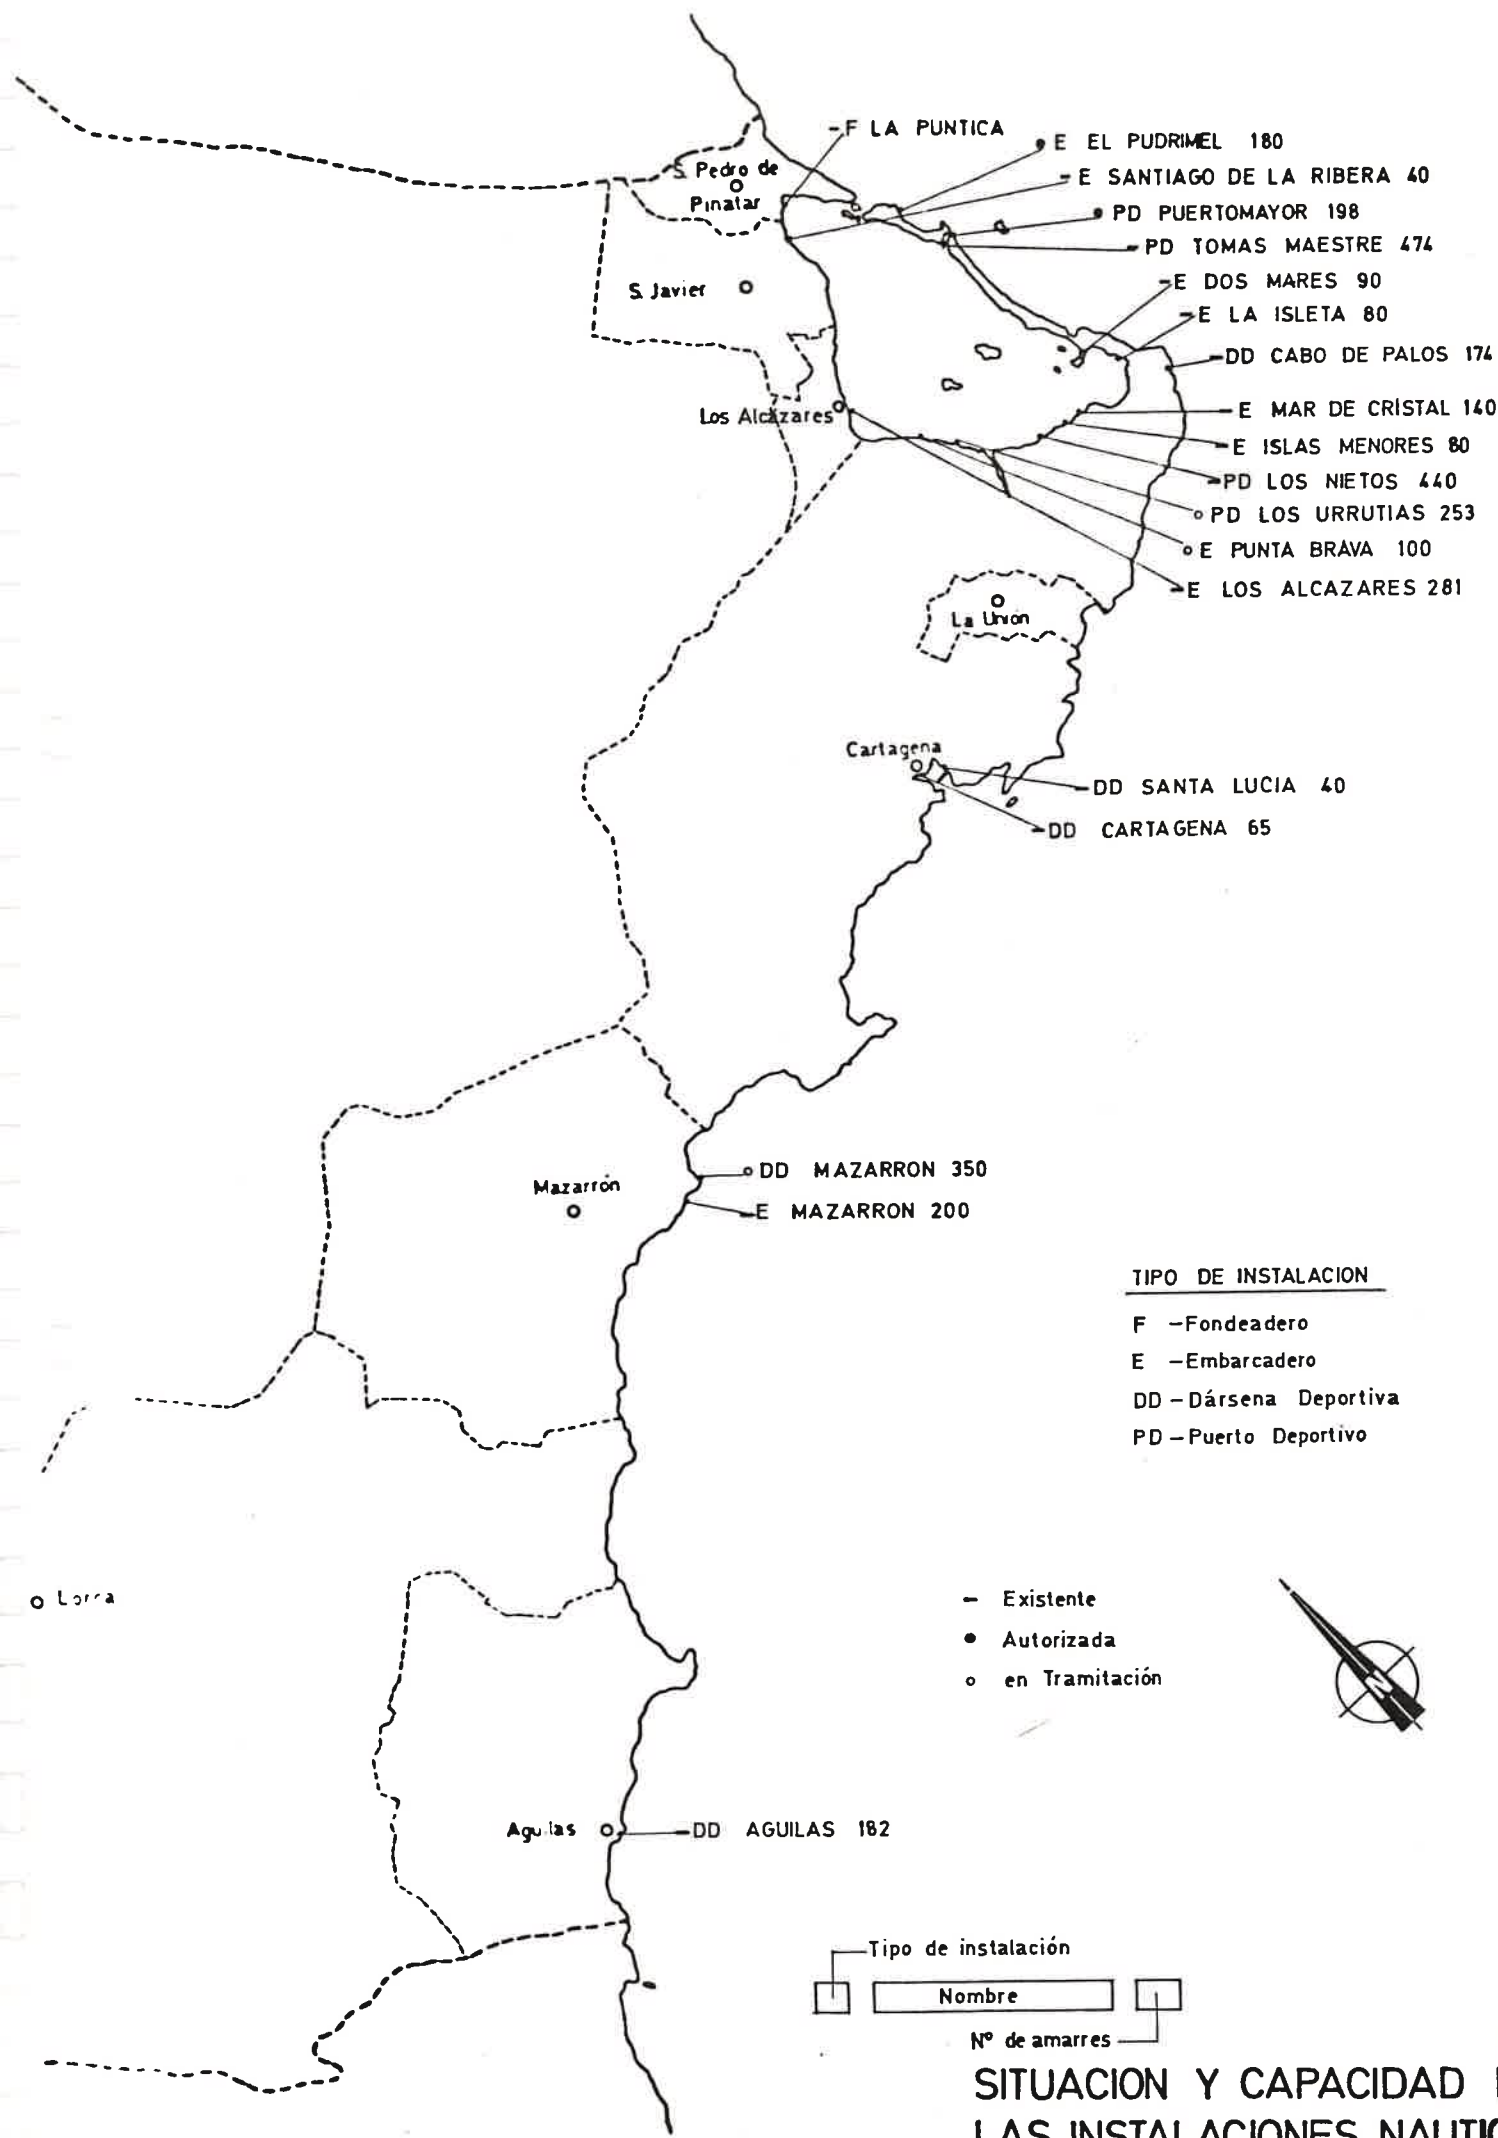 -F LA PUNTICA
● E EL PUDRIMEL 180
- E SANTIAGO DE LA RIBERA 40
● PD PUERTOMAYOR 198
- PD TOMAS MAESTRE 474
-E DOS MARES 90
-E LA ISLETA 80
-DD CABO DE PALOS 174
- E MAR DE CRISTAL 140
- E ISLAS MENORES 80
-PD LOS NIETOS 440
o PD LOS URRUTIAS 253
o E PUNTA BRAVA 100
-E LOS ALCAZARES 281
S. Pedro de
Pinatar
S. Javier
Los Alcázares
La Unión
Cartagena
-DD SANTA LUCIA 40
-DD CARTAGENA 65
o DD MAZARRON 350
Mazarrón
-E MAZARRON 200
TIPO DE INSTALACION
F -Fondeadero
E -Embarcadero
DD -Dársena Deportiva
PD -Puerto Deportivo
- Existente
● Autorizada
o en Tramitación
N
Aguilas
-DD AGUILAS 182
Tipo de instalación
Nombre
Nº de amarres
SITUACION Y CAPACIDAD
LAS INSTALACIONES